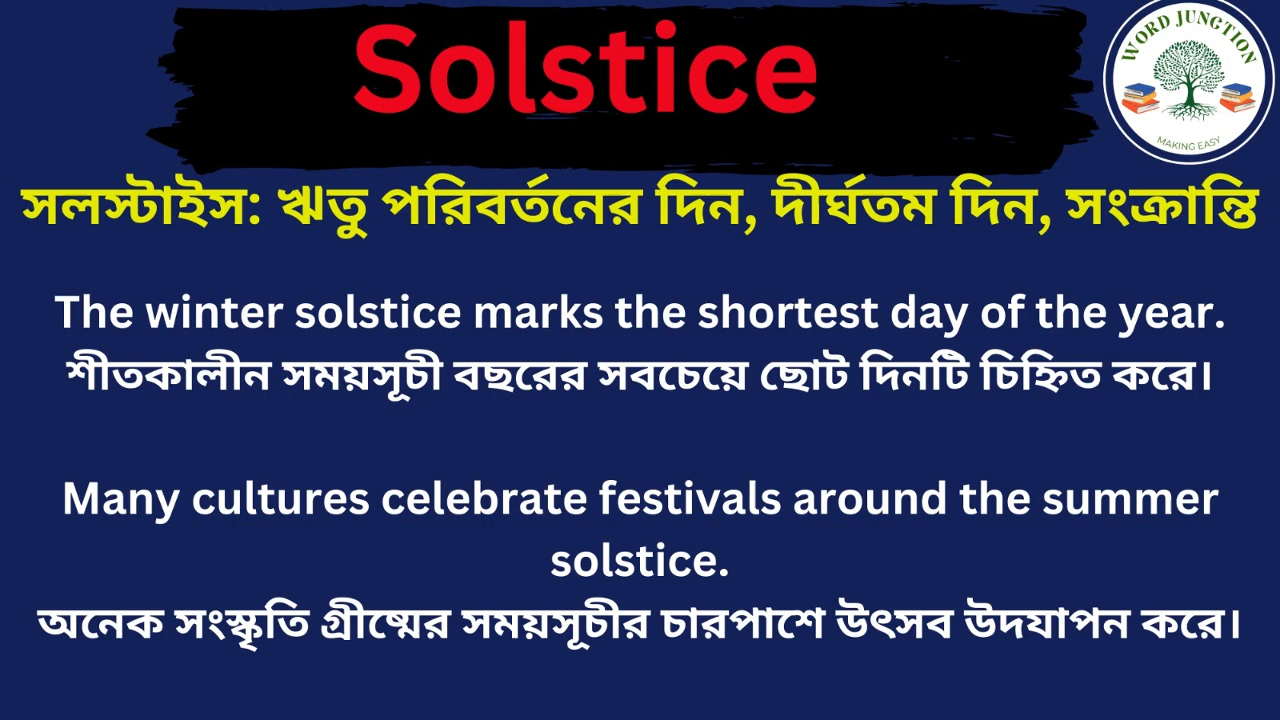 Solstice
WORD JUNGTION
MAKING EASY
সলস্টাইস: ঋতু পরিবর্তনের দিন, দীর্ঘতম দিন, সংক্রান্তি
The winter solstice marks the shortest day of the year.
শীতকালীন সময়সূচী বছরের সবচেয়ে ছোট দিনটি চিহ্নিত করে।
Many cultures celebrate festivals around the summer
solstice.
অনেক সংস্কৃতি গ্রীষ্মের সময়সূচীর চারপাশে উৎসব উদযাপন করে।